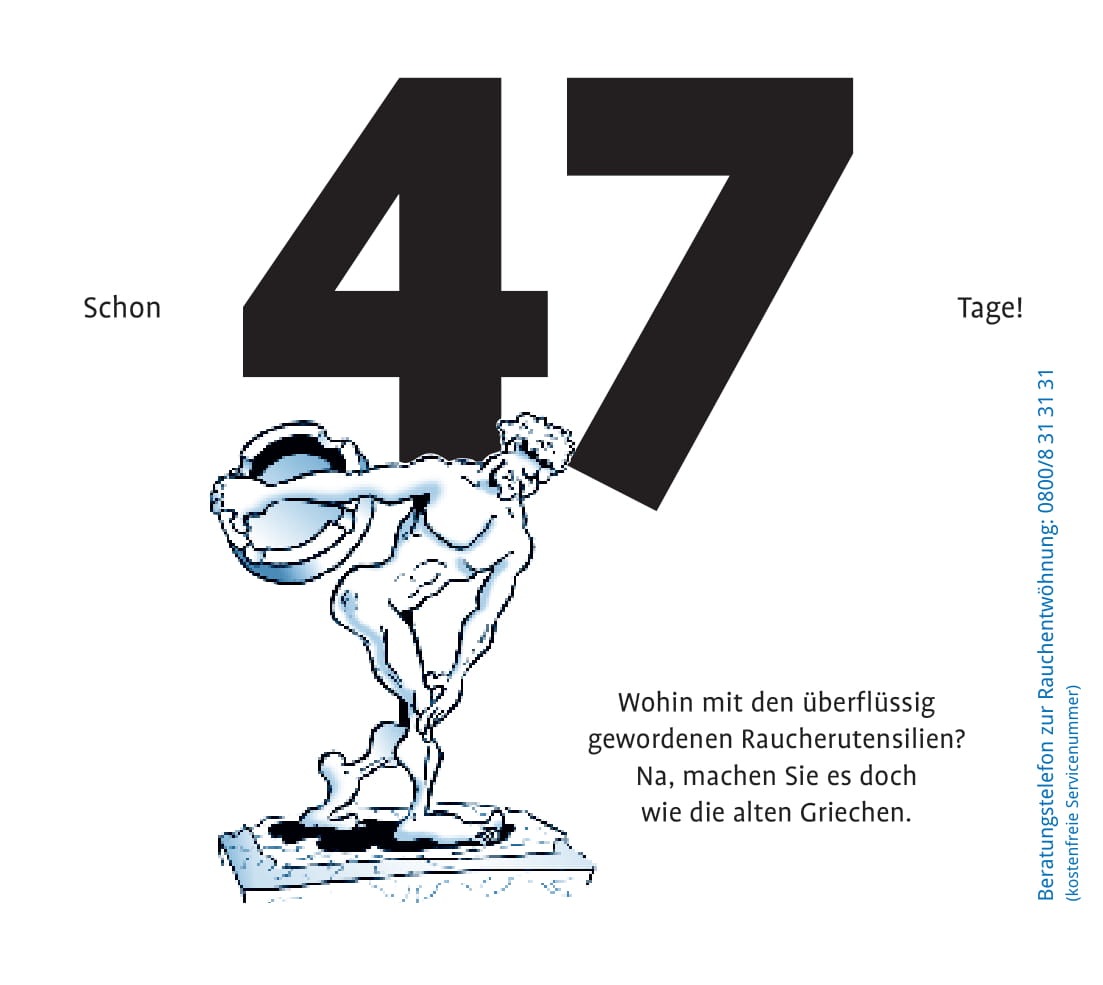 47
Schon
Tage!
Wohin mit den überflüssig
gewordenen Raucherutensilien?
Na, machen Sie es doch
wie die alten Griechen.
Beratungstelefon zur Rauchentwöhnung: 0800/8 31 31 31
(kostenfreie Servicenummer)